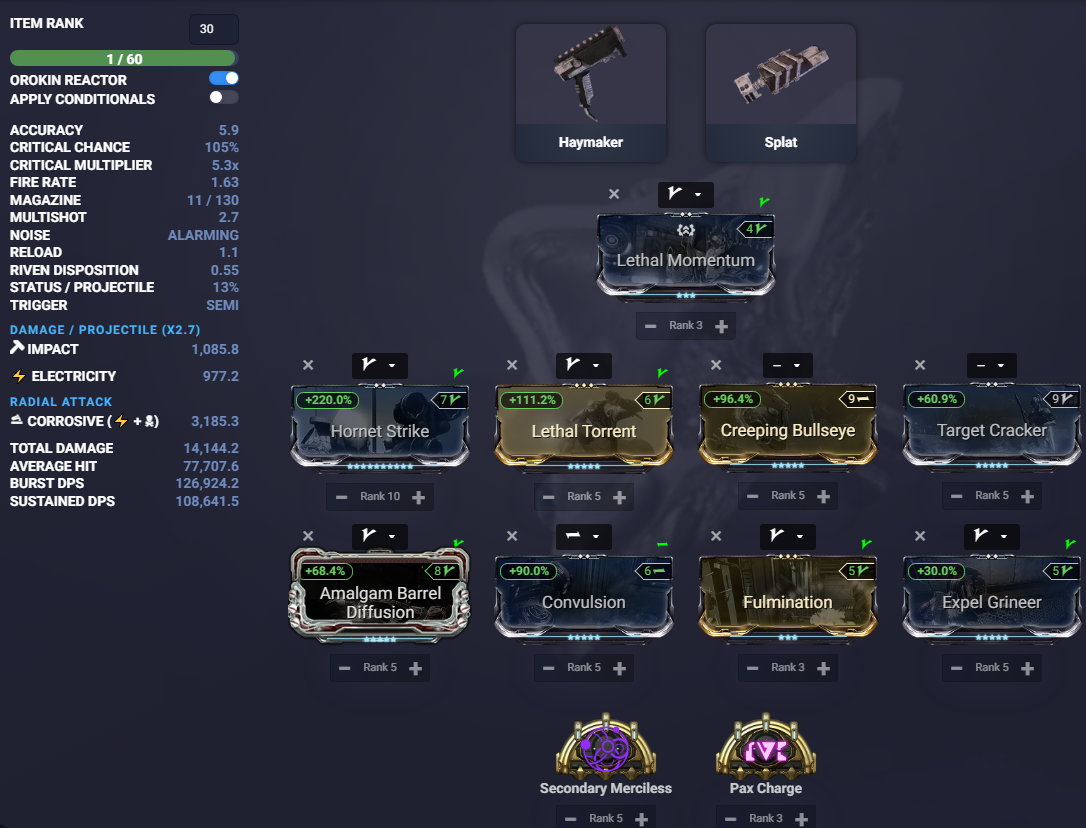 ITEM RANK 30
1 / 60
OROKIN REACTOR
APPLY CONDITIONALS
ACCURACY 5.9
CRITICAL CHANCE 105%
CRITICAL MULTIPLIER 5.3x
FIRE RATE 1.63
MAGAZINE 11 / 130
MULTISHOT 2.7
NOISE ALARMING
RELOAD 1.1
RIVEN DISPOSITION 0.55
STATUS / PROJECTILE 13%
TRIGGER SEMI
DAMAGE / PROJECTILE (X2.7)
IMPACT 1,085.8
ELECTRICITY 977.2
RADIAL ATTACK
CORROSIVE ( + ) 3,185.3
TOTAL DAMAGE 14,144.2
AVERAGE HIT 77,707.6
BURST DPS 126,924.2
SUSTAINED DPS 108,641.5
Haymaker Splat
4
Lethal Momentum
Rank 3
+220.0% 7 +111.2% 6 +96.4% 9 +60.9% 9
Hornet Strike Lethal Torrent Creeping Bullseye Target Cracker
Rank 10 Rank 5 Rank 5 Rank 5
+68.4% 8 +90.0% 6 5 +30.0% 5
Amalgam Barrel
Diffusion Convulsion Fulmination Expel Grineer
Rank 5 Rank 5 Rank 3 Rank 5
Secondary Merciless Pax Charge
Rank 5 Rank 3